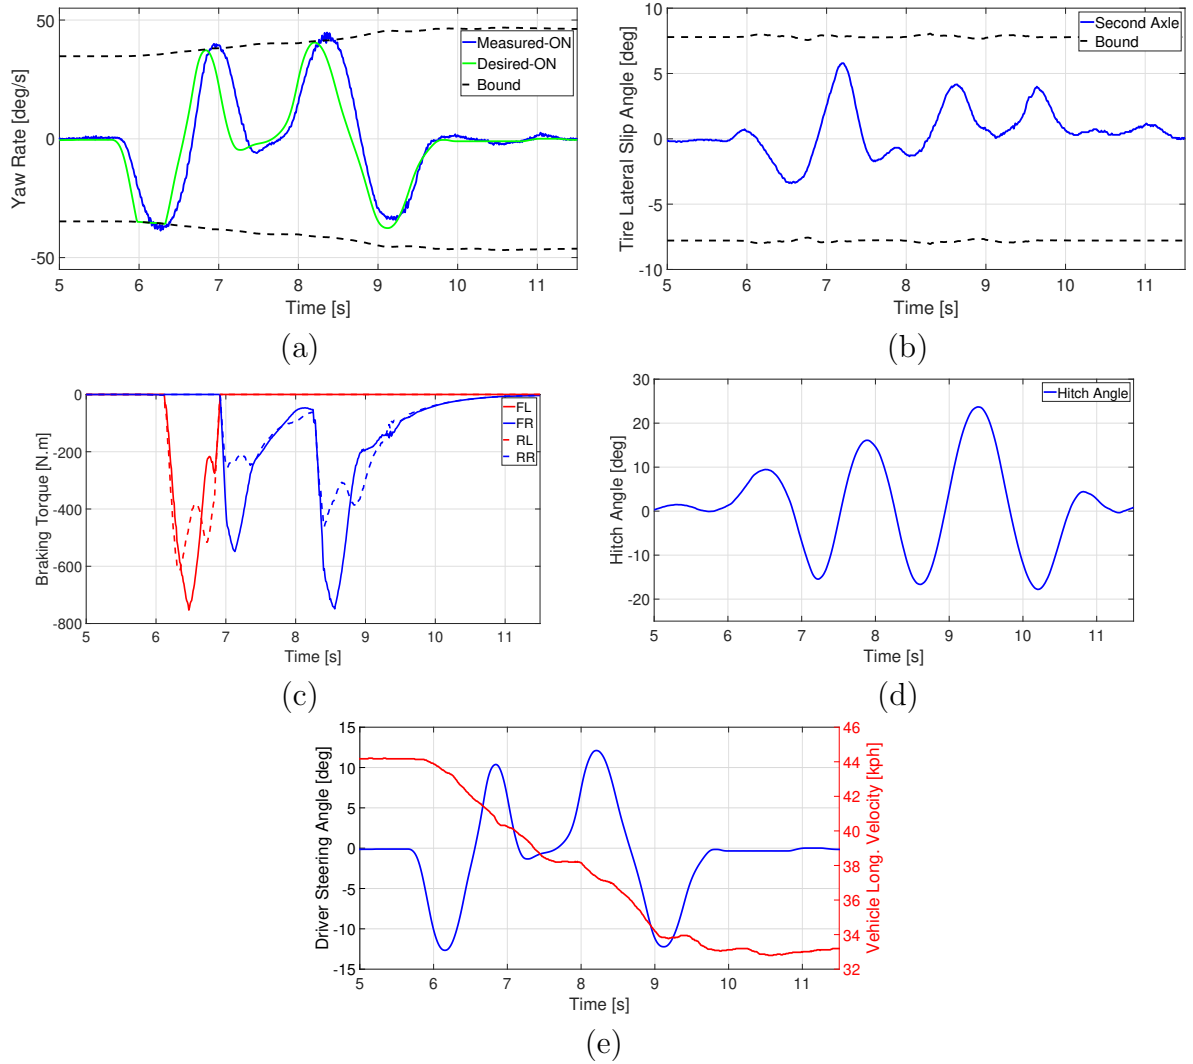 50
0
-50
Yaw Rate [deg/s]
Measured-ON
Desired-ON
Bound
5 6 7 8 9 10 11
Time [s]
(a)
10
5
0
-5
-10
Tire Lateral Slip Angle [deg]
Second Axle
Bound
5 6 7 8 9 10 11
Time [s]
(b)
0
-200
-400
-600
-800
Braking Torque [N.m]
FL
FR
RL
RR
5 6 7 8 9 10 11
Time [s]
(c)
30
20
10
0
-10
-20
Hitch Angle [deg]
Hitch Angle
5 6 7 8 9 10 11
Time [s]
(d)
15
10
5
0
-5
-10
-15
Driver Steering Angle [deg]
46
44
42
40
38
36
34
32
Vehicle Long. Velocity [kph]
5 6 7 8 9 10 11
Time [s]
(e)